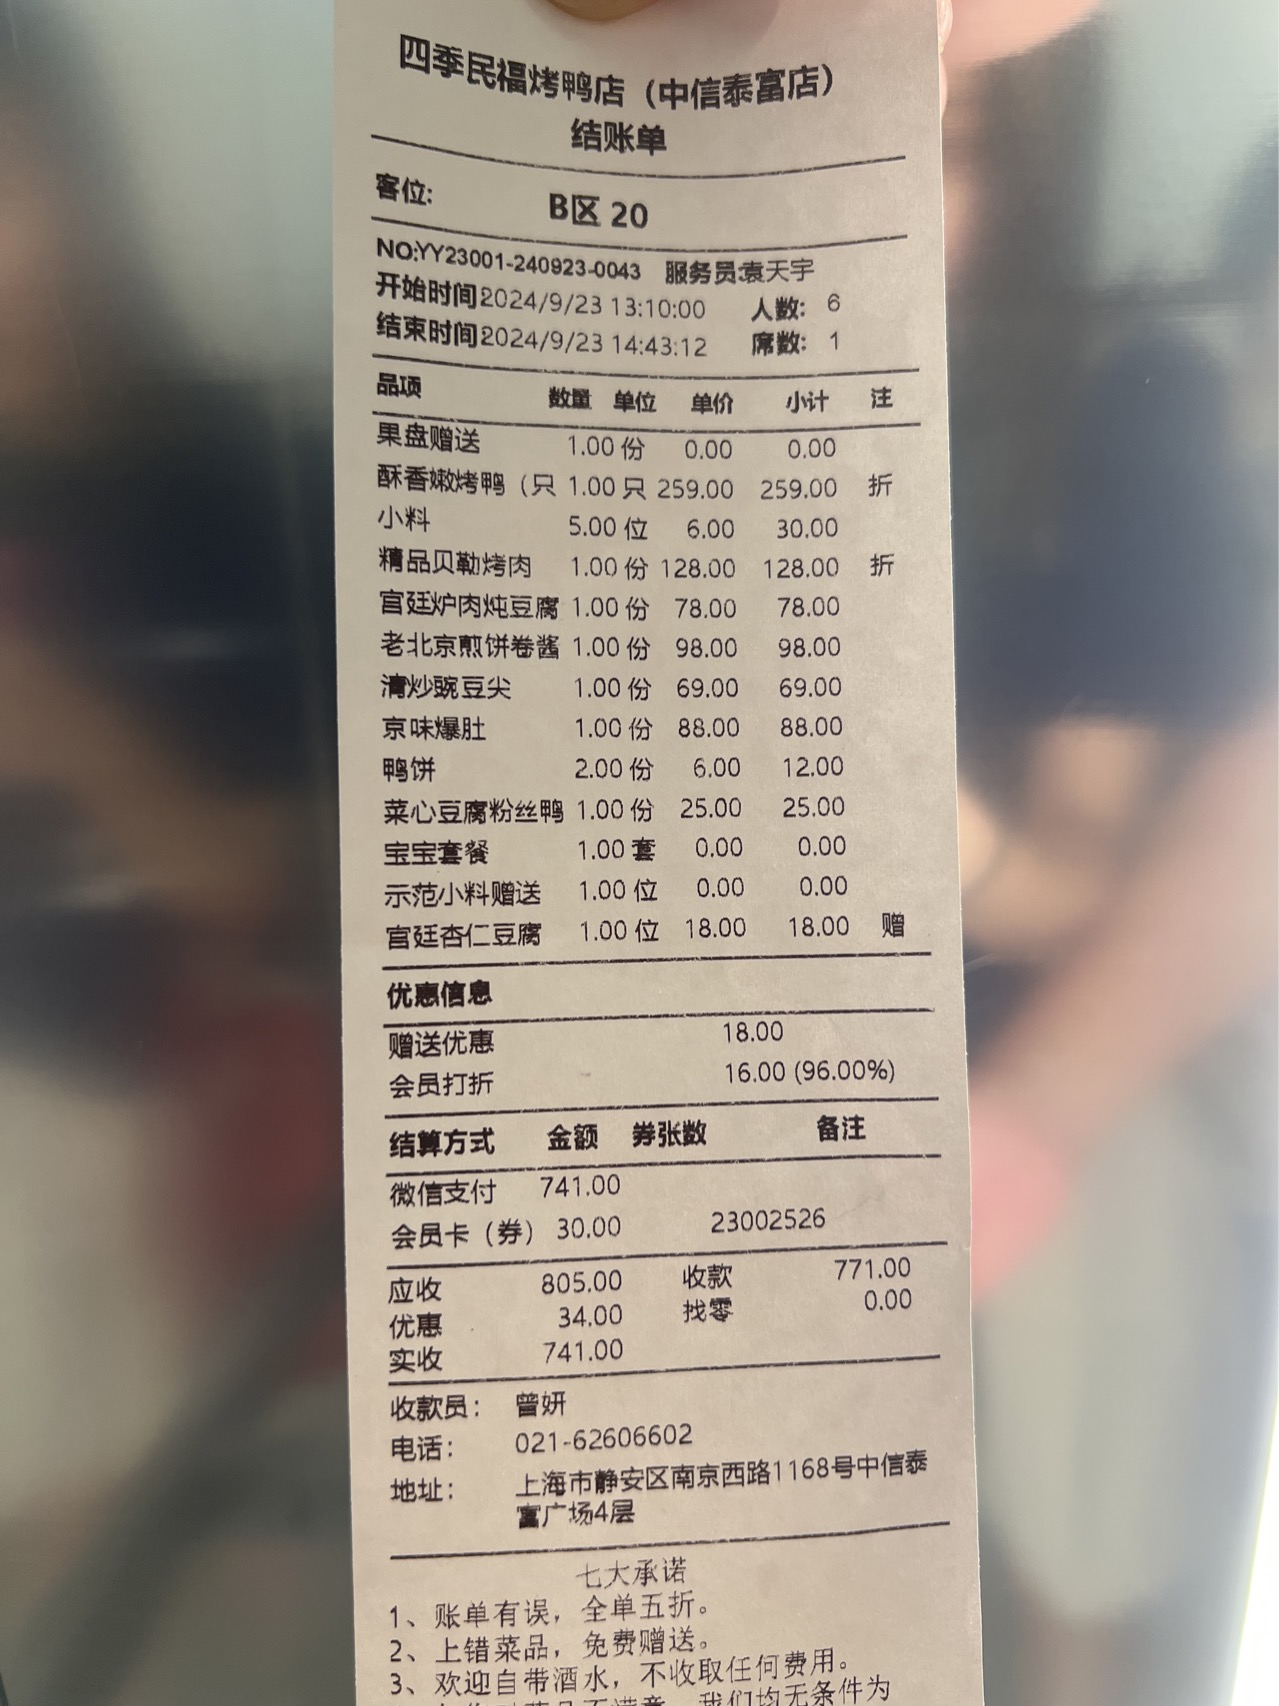 四季民福烤鸭店（中信泰富店）
结账单
客位: B区 20
NO:YY23001-240923-0043 服务员:袁天宇
开始时间2024/9/23 13:10:00 人数: 6
结束时间2024/9/23 14:43:12 席数: 1
品项 数量 单位 单价 小计 注
果盘赠送 1.00 份 0.00 0.00
酥香嫩烤鸭（只 1.00 只 259.00 259.00 折
小料 5.00 位 6.00 30.00
精品贝勒烤肉 1.00 份 128.00 128.00 折
宫廷炉肉炖豆腐 1.00 份 78.00 78.00
老北京煎饼卷酱 1.00 份 98.00 98.00
清炒豌豆尖 1.00 份 69.00 69.00
京味爆肚 1.00 份 88.00 88.00
鸭饼 2.00 份 6.00 12.00
菜心豆腐粉丝鸭 1.00 份 25.00 25.00
宝宝套餐 1.00 套 0.00 0.00
示范小料赠送 1.00 位 0.00 0.00
宫廷杏仁豆腐 1.00 位 18.00 18.00 赠
优惠信息
赠送优惠 18.00
会员打折 16.00 (96.00%)
结算方式 金额 券张数 备注
微信支付 741.00
会员卡（券） 30.00 23002526
应收 805.00 收款 771.00
优惠 34.00 找零 0.00
实收 741.00
收款员: 曾妍
电话: 021-62606602
地址: 上海市静安区南京西路1168号中信泰
富广场4层
七大承诺
1、账单有误，全单五折。
2、上错菜品，免费赠送。
3、欢迎自带酒水，不收取任何费用。
我们均无条件为